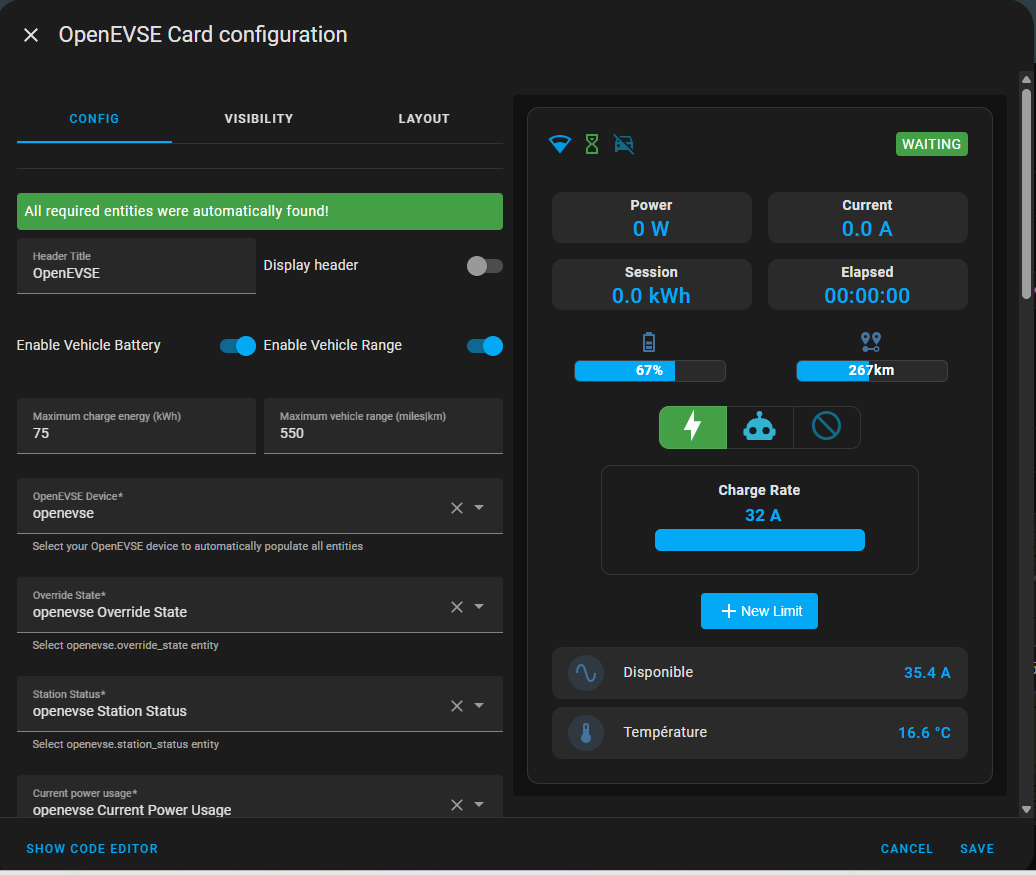 OpenEVSE Card configuration
CONFIG
VISIBILITY
LAYOUT
All required entities were automatically found!
Header Title
OpenEVSE
Display header
Enable Vehicle Battery
Enable Vehicle Range
Maximum charge energy (kWh)
75
Maximum vehicle range (miles|km)
550
OpenEVSE Device*
openevse
Select your OpenEVSE device to automatically populate all entities
Override State*
openevse Override State
Select openevse.override_state entity
Station Status*
openevse Station Status
Select openevse.station_status entity
Current power usage*
openevse Current Power Usage
WAITING
Power
0 W
Current
0.0 A
Session
0.0 kWh
Elapsed
00:00:00
67%
267km
Charge Rate
32 A
New Limit
Disponible
35.4 A
Température
16.6 °C
SHOW CODE EDITOR
CANCEL
SAVE